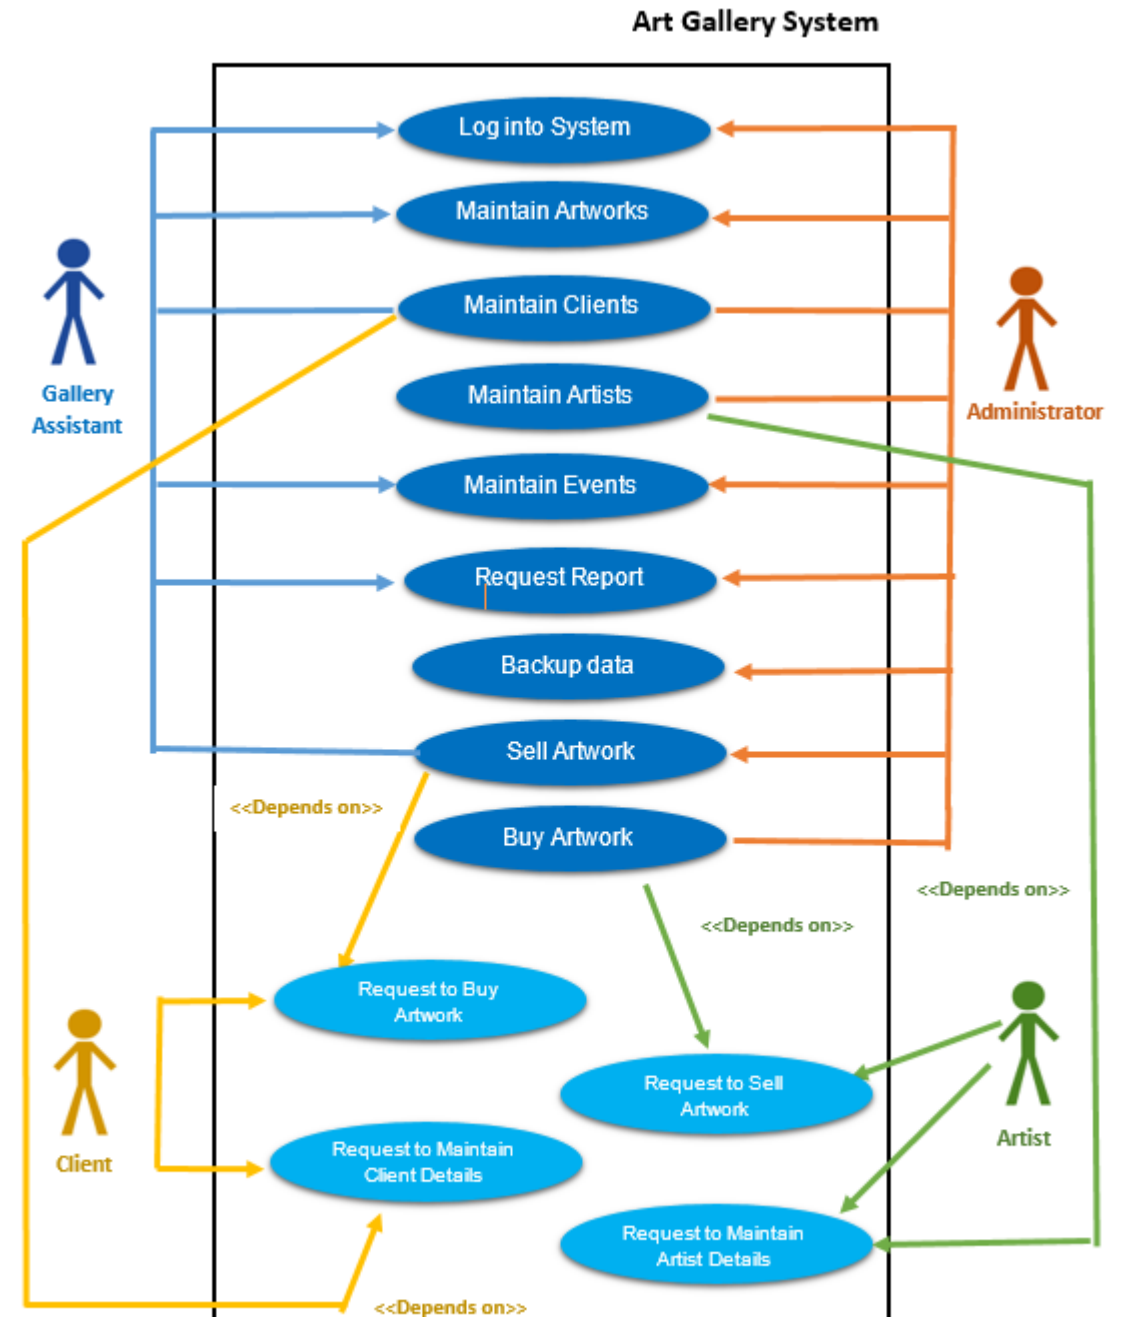 Art Gallery System
Log into System
Maintain Artworks
Maintain Clients
Gallery
Assistant
Maintain Artists
Administrator
Maintain Events
Request Report
Backup data
Sell Artwork
<<Depends on>>
Buy Artwork
<<Depends on>>
<<Depends on>>
Request to Buy
Artwork
Request to Sell
Artwork
Artist
Client
Request to Maintain
Client Details
Request to Maintain
Artist Details
<<Depends on>>